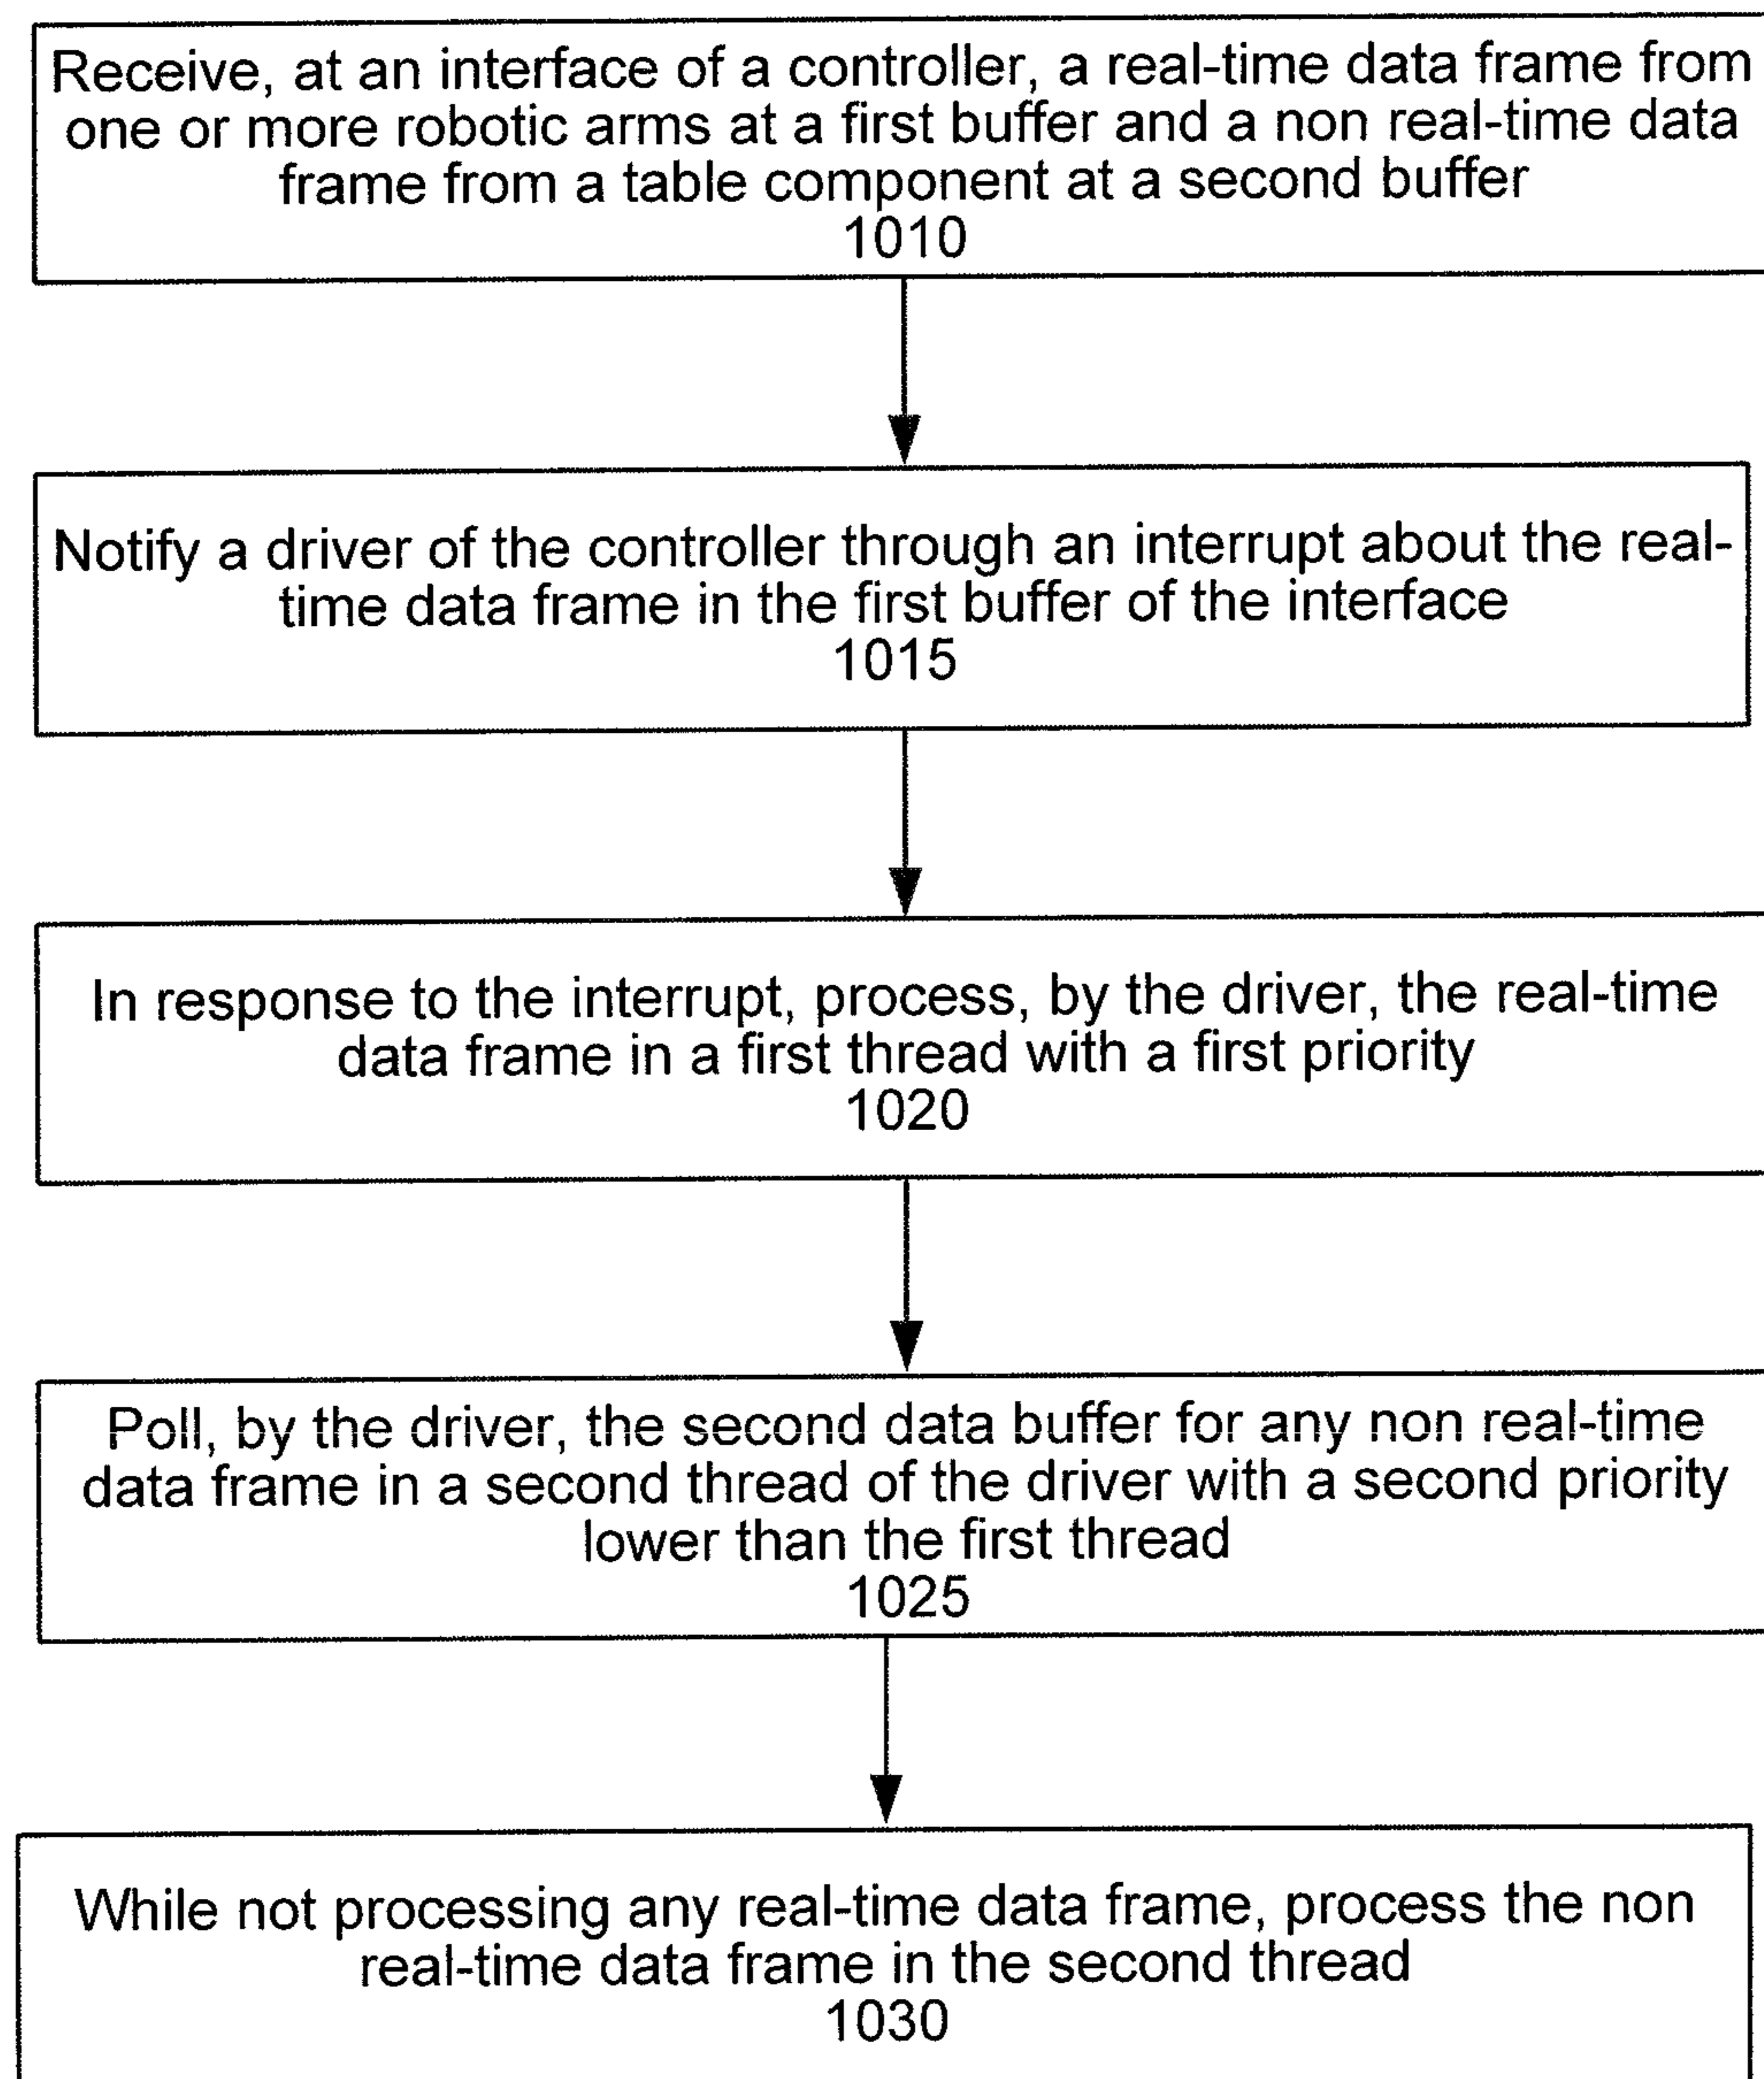 Receive, at an interface of a controller, a real-time data frame from
one or more robotic arms at a first buffer and a non real-time data
frame from a table component at a second buffer
1010
Notify a driver of the controller through an interrupt about the real-
time data frame in the first buffer of the interface
1015
In response to the interrupt, process, by the driver, the real-time
data frame in a first thread with a first priority
1020
Poll, by the driver, the second data buffer for any non real-time
data frame in a second thread of the driver with a second priority
lower than the first thread
1025
While not processing any real-time data frame, process the non
real-time data frame in the second thread
1030